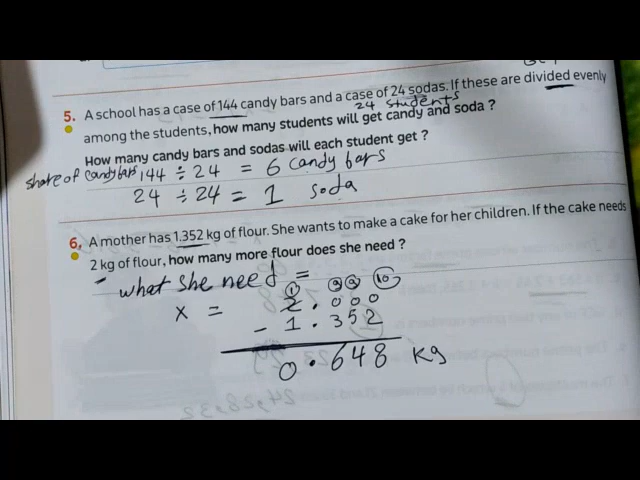 5. A school has a case of 144 candy bars and a case of 24 sodas. If these are divided evenly
24 students
among the students, how many students will get candy and soda ?
How many candy bars and sodas will each student get ?
share of candy bars 144 ÷ 24 = 6 candy bars
24 ÷ 24 = 1 soda
6. A mother has 1.352 kg of flour. She wants to make a cake for her children. If the cake needs
2 kg of flour, how many more flour does she need ?
- what she need =
1 9 9 10
x = 2.000
- 1.352
0.648 kg